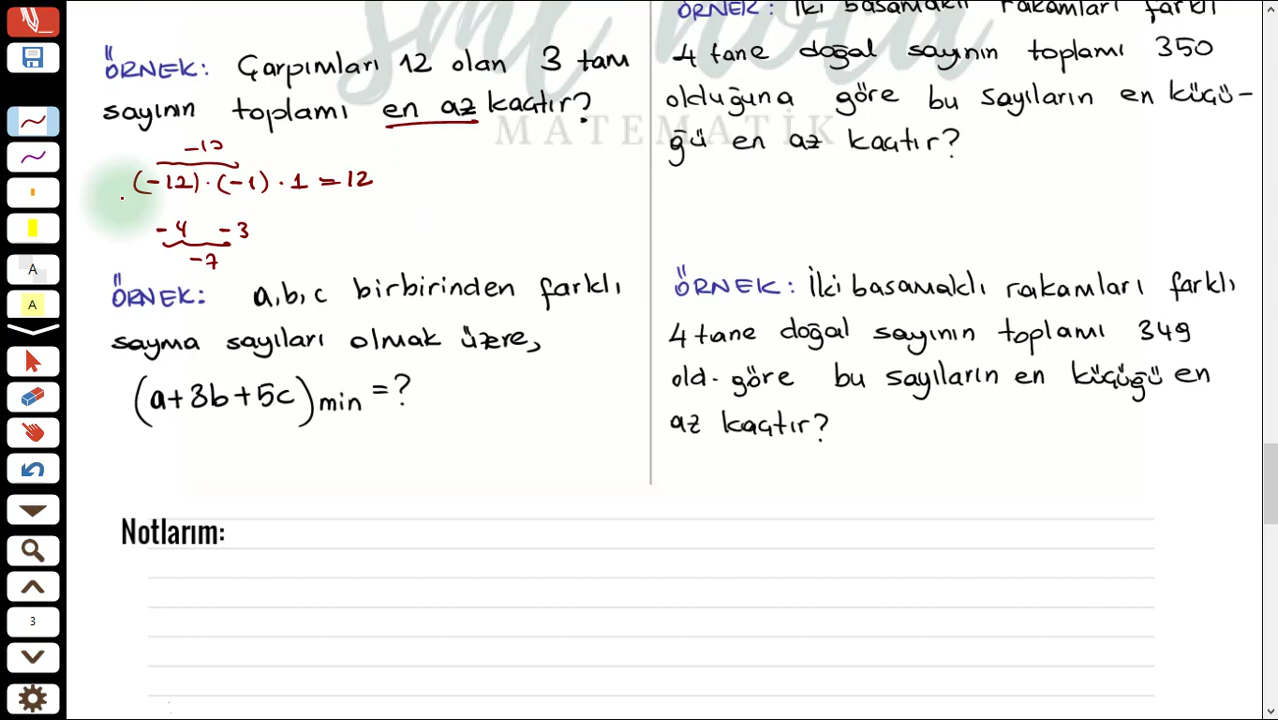 ÖRNEK: Çarpımları 12 olan 3 tam
sayının toplamı en az kaçtır?
(-12) · (-1) · 1 = 12
-4 -3
-7
ÖRNEK: a, b, c birbirinden farklı
sayma sayıları olmak üzere,
(a+3b+5c)min = ?
ÖRNEK: İki basamaklı rakamları farklı
4 tane doğal sayının toplamı 350
olduğuna göre bu sayıların en küçü-
ğü en az kaçtır?
ÖRNEK: İki basamaklı rakamları farklı
4 tane doğal sayının toplamı 349
old. göre bu sayıların en küçüğü en
az kaçtır?
MATEMATİK
Notlarım:
A
A
3